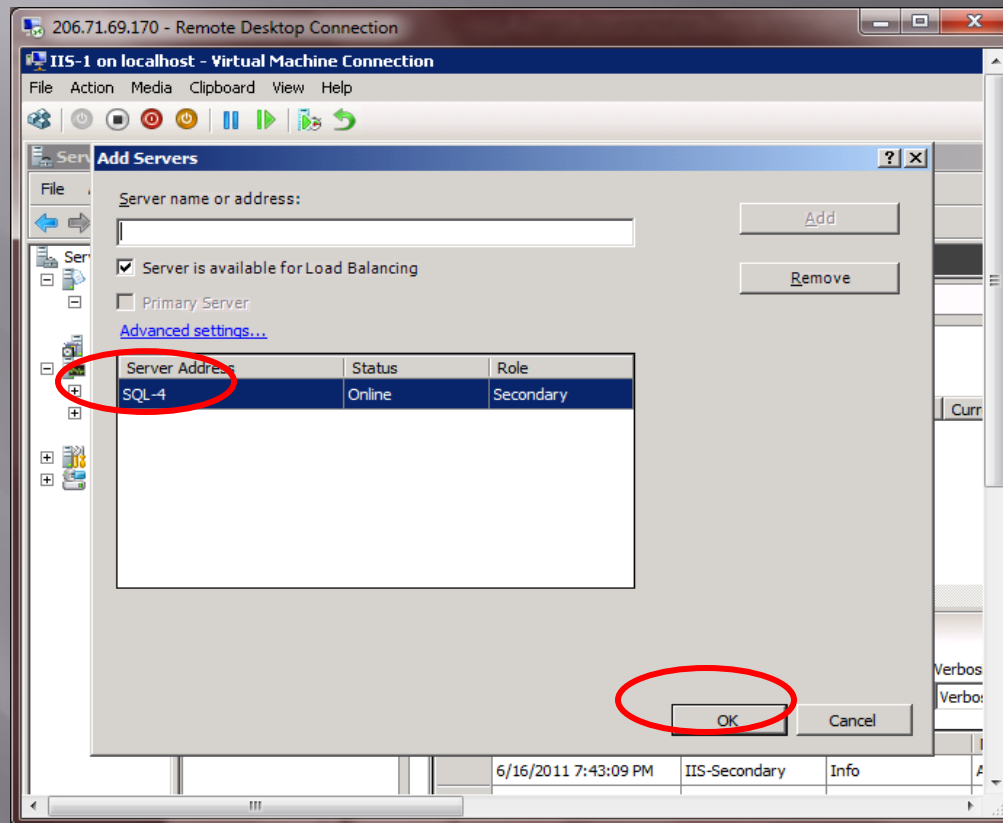 206.71.69.170 - Remote Desktop Connection
IIS-1 on localhost - Virtual Machine Connection
File Action Media Clipboard View Help
Add Servers
File
Server name or address:
Add
Server is available for Load Balancing
Remove
Primary Server
Advanced settings...
Server Address Status Role
SQL-4 Online Secondary
OK Cancel
6/16/2011 7:43:09 PM IIS-Secondary Info